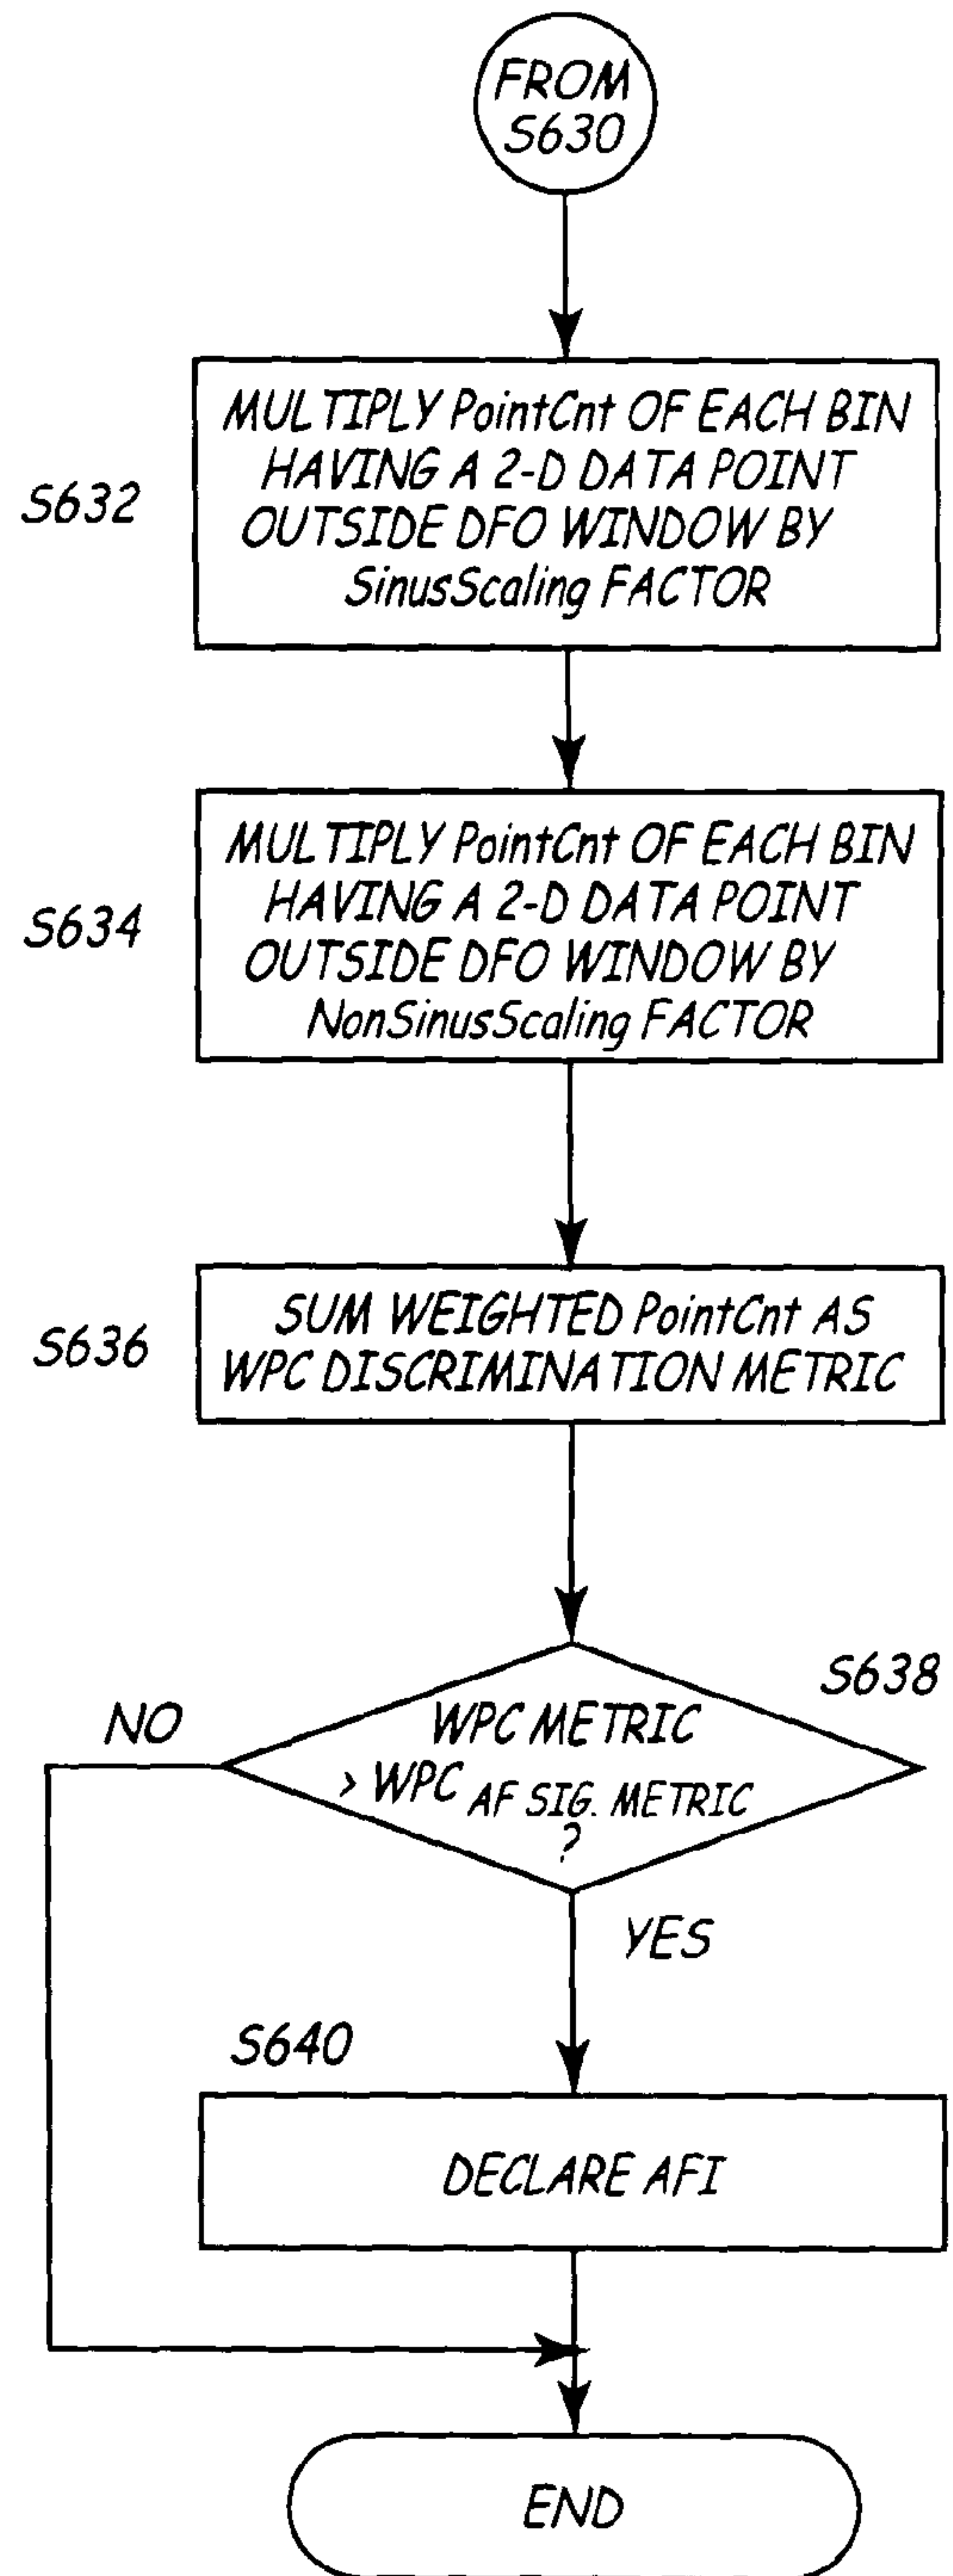 FROM
S630
S632
MULTIPLY PointCnt OF EACH BIN
HAVING A 2-D DATA POINT
OUTSIDE DFO WINDOW BY
SinusScaling FACTOR
S634
MULTIPLY PointCnt OF EACH BIN
HAVING A 2-D DATA POINT
OUTSIDE DFO WINDOW BY
NonSinusScaling FACTOR
S636
SUM WEIGHTED PointCnt AS
WPC DISCRIMINATION METRIC
S638
NO
WPC METRIC
> WPC AF SIG. METRIC
?
YES
S640
DECLARE AFI
END